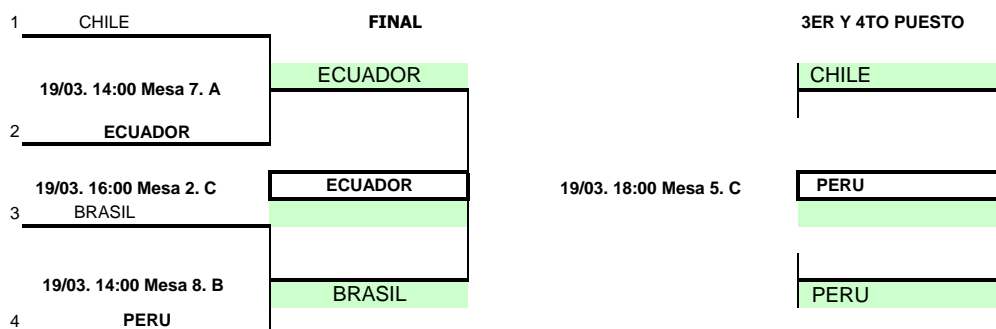 1 CHILE FINAL 3ER Y 4TO PUESTO
ECUADOR CHILE
19/03. 14:00 Mesa 7. A
2 ECUADOR
19/03. 16:00 Mesa 2. C ECUADOR 19/03. 18:00 Mesa 5. C PERU
3 BRASIL
19/03. 14:00 Mesa 8. B
BRASIL PERU
4 PERU